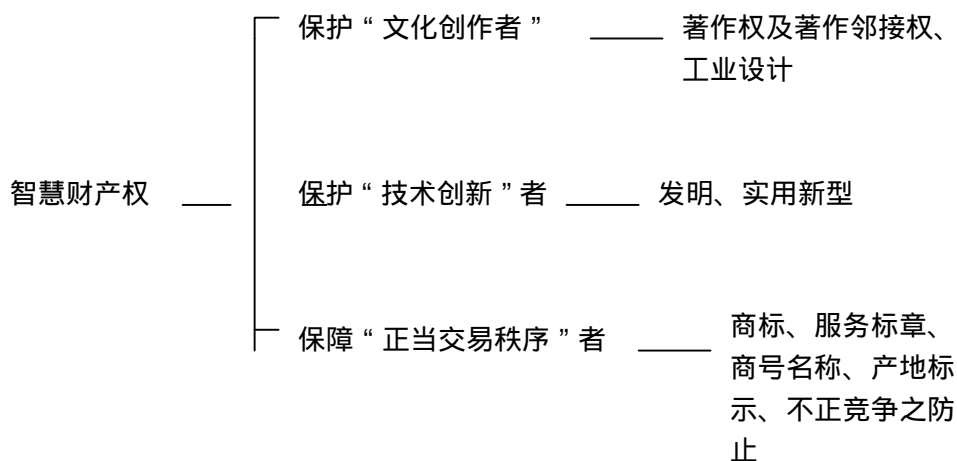 保护“文化创作者”
著作权及著作邻接权、
工业设计
智慧财产权
保护“技术创新”者
发明、实用新型
保障“正当交易秩序”者
商标、服务标章、
商号名称、产地标
示、不正竞争之防
止